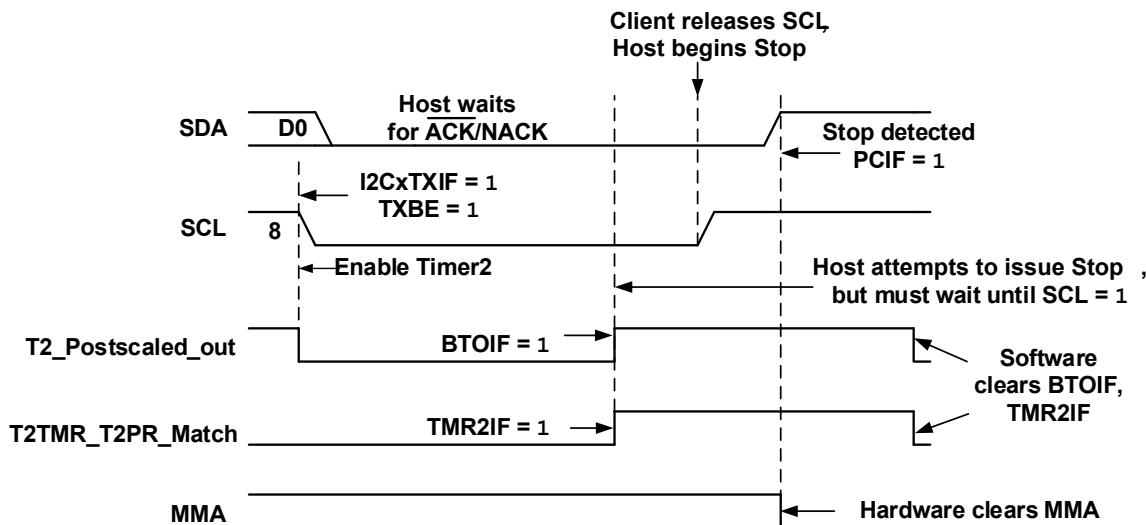 Client releases SCL,
Host begins Stop
SDA
D0
Host waits
for ACK/NACK
Stop detected
PCIF = 1
I2CxTXIF = 1
TXBE = 1
SCL
8
Enable Timer2
Host attempts to issue Stop ,
but must wait until SCL = 1
T2_Postscaled_out
BTOIF = 1
Software
clears BTOIF,
TMR2IF
T2TMR_T2PR_Match
TMR2IF = 1
MMA
Hardware clears MMA